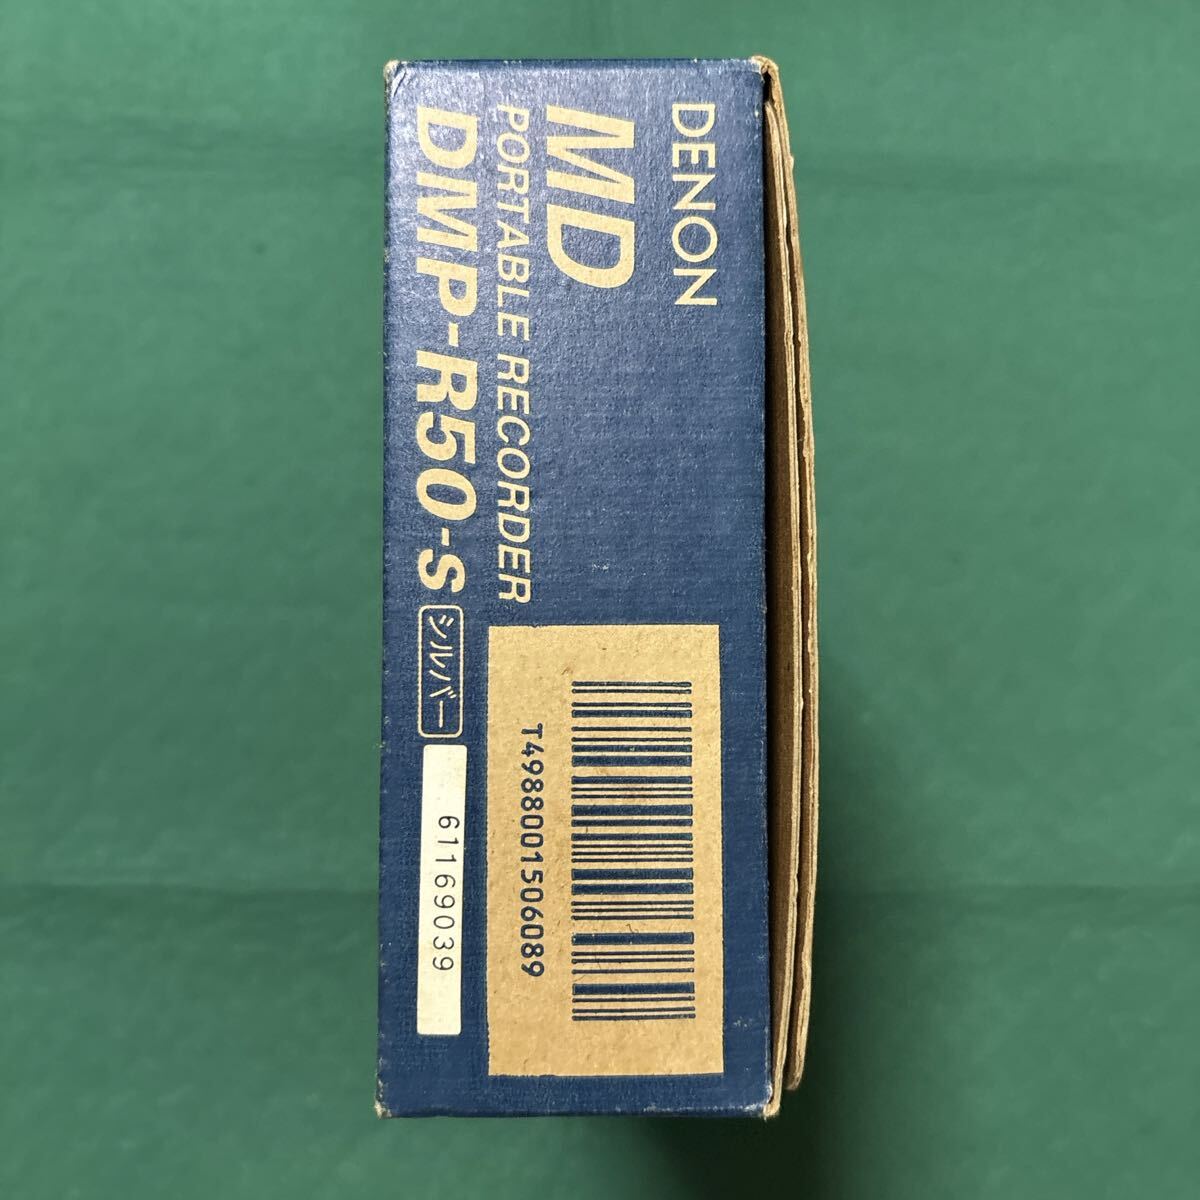 DENON
MD
PORTABLE RECORDER
DMP-R50-S シルバー
61169039
T4988001506089